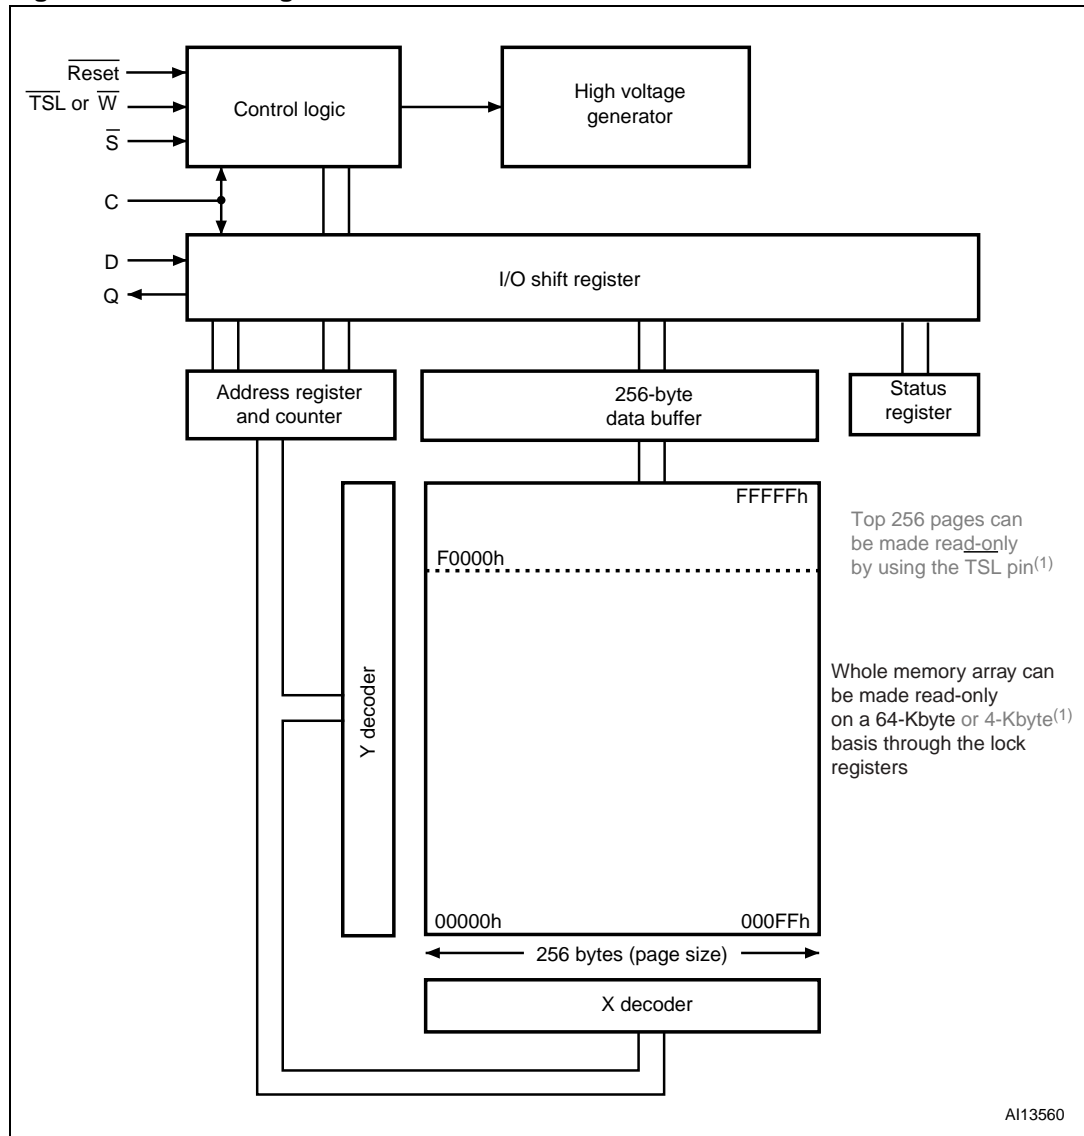 Reset
TSL or W
S
C
D
Q
Control logic
High voltage
generator
I/O shift register
Address register
and counter
256-byte
data buffer
Status
register
Y decoder
FFFFFh
F0000h
Top 256 pages can
be made read-only
by using the TSL pin(1)
Whole memory array can
be made read-only
on a 64-Kbyte or 4-Kbyte(1)
basis through the lock
registers
00000h
000FFh
256 bytes (page size)
X decoder
AI13560